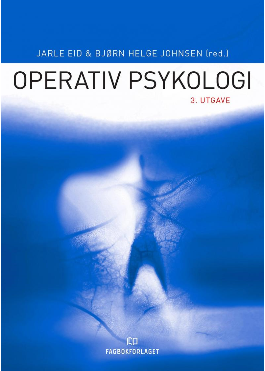 JARLE EID & BJØRN HELGE JOHNSEN (red.)
OPERATIV PSYKOLOGI
3. UTGAVE
FAGBOKFORLAGET